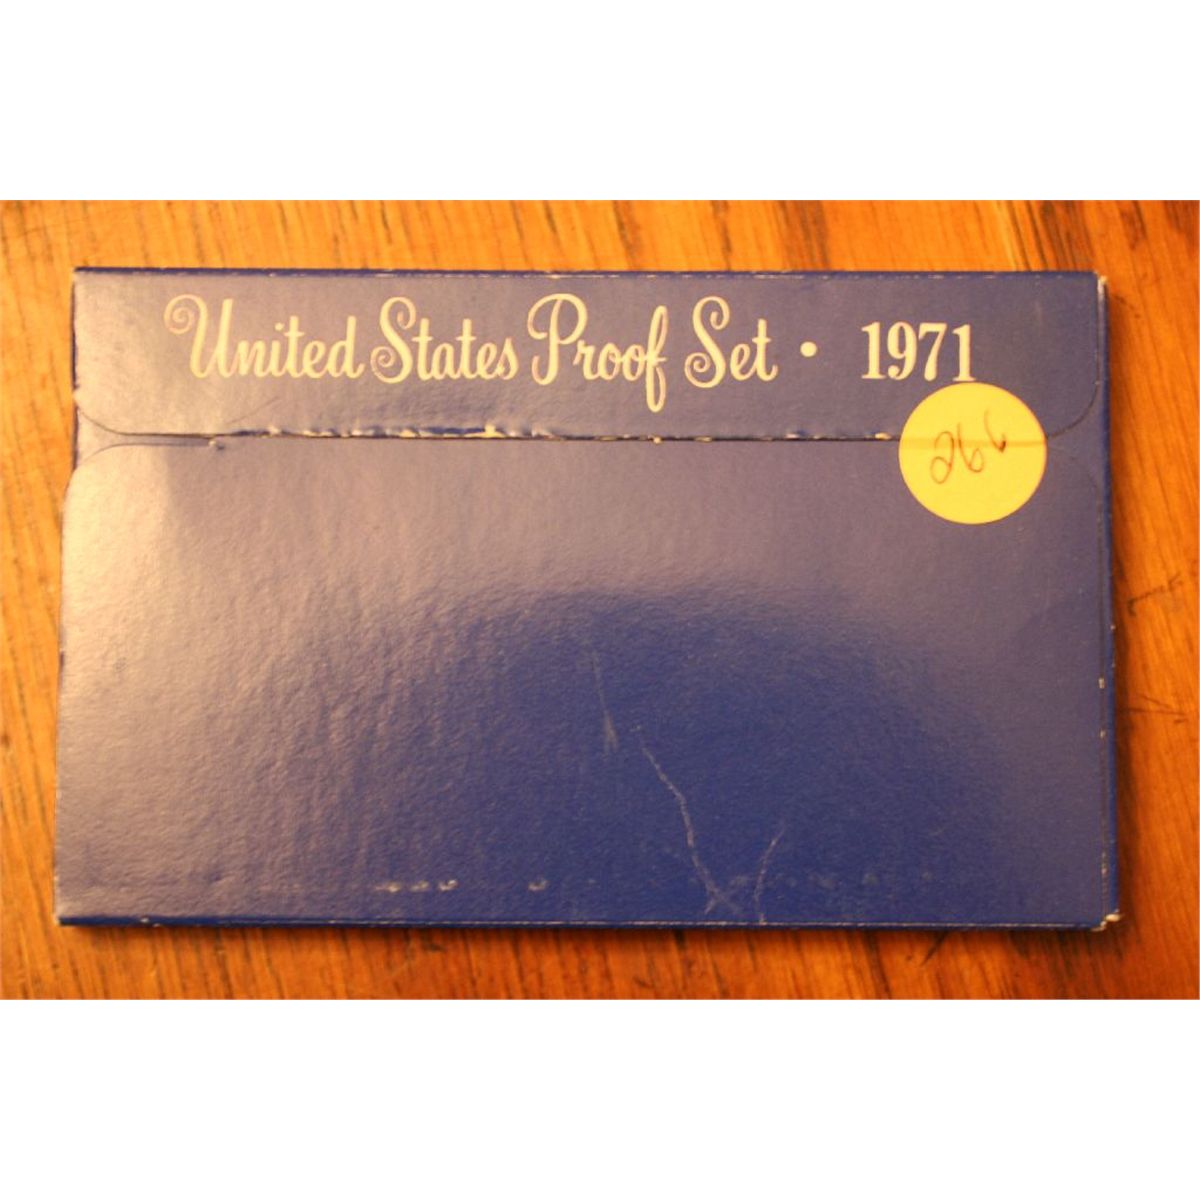 United States Proof Set • 1971
266